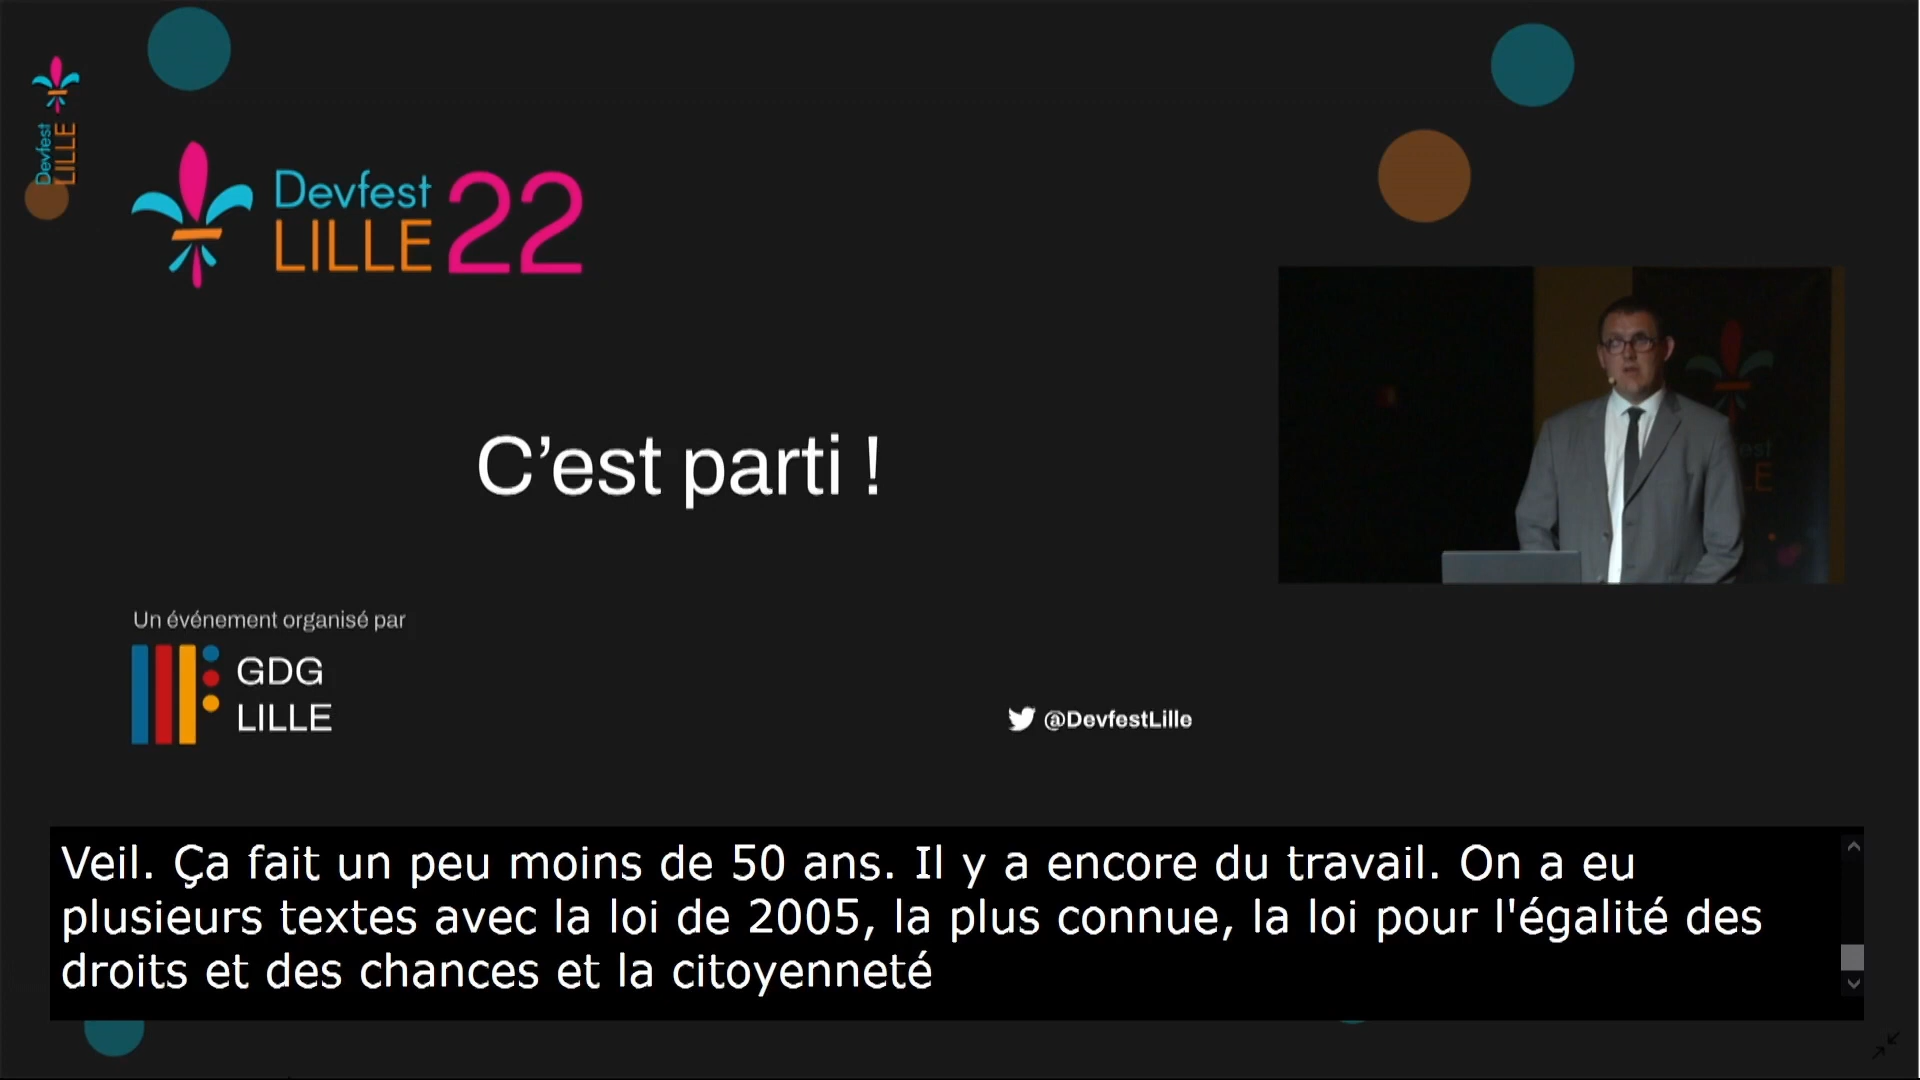 Devfest
LILLE
Devfest
LILLE
22
C’est parti !
Un événement organisé par
GDG
LILLE
@DevfestLille
Veil. Ça fait un peu moins de 50 ans. Il y a encore du travail. On a eu
plusieurs textes avec la loi de 2005, la plus connue, la loi pour l'égalité des
droits et des chances et la citoyenneté